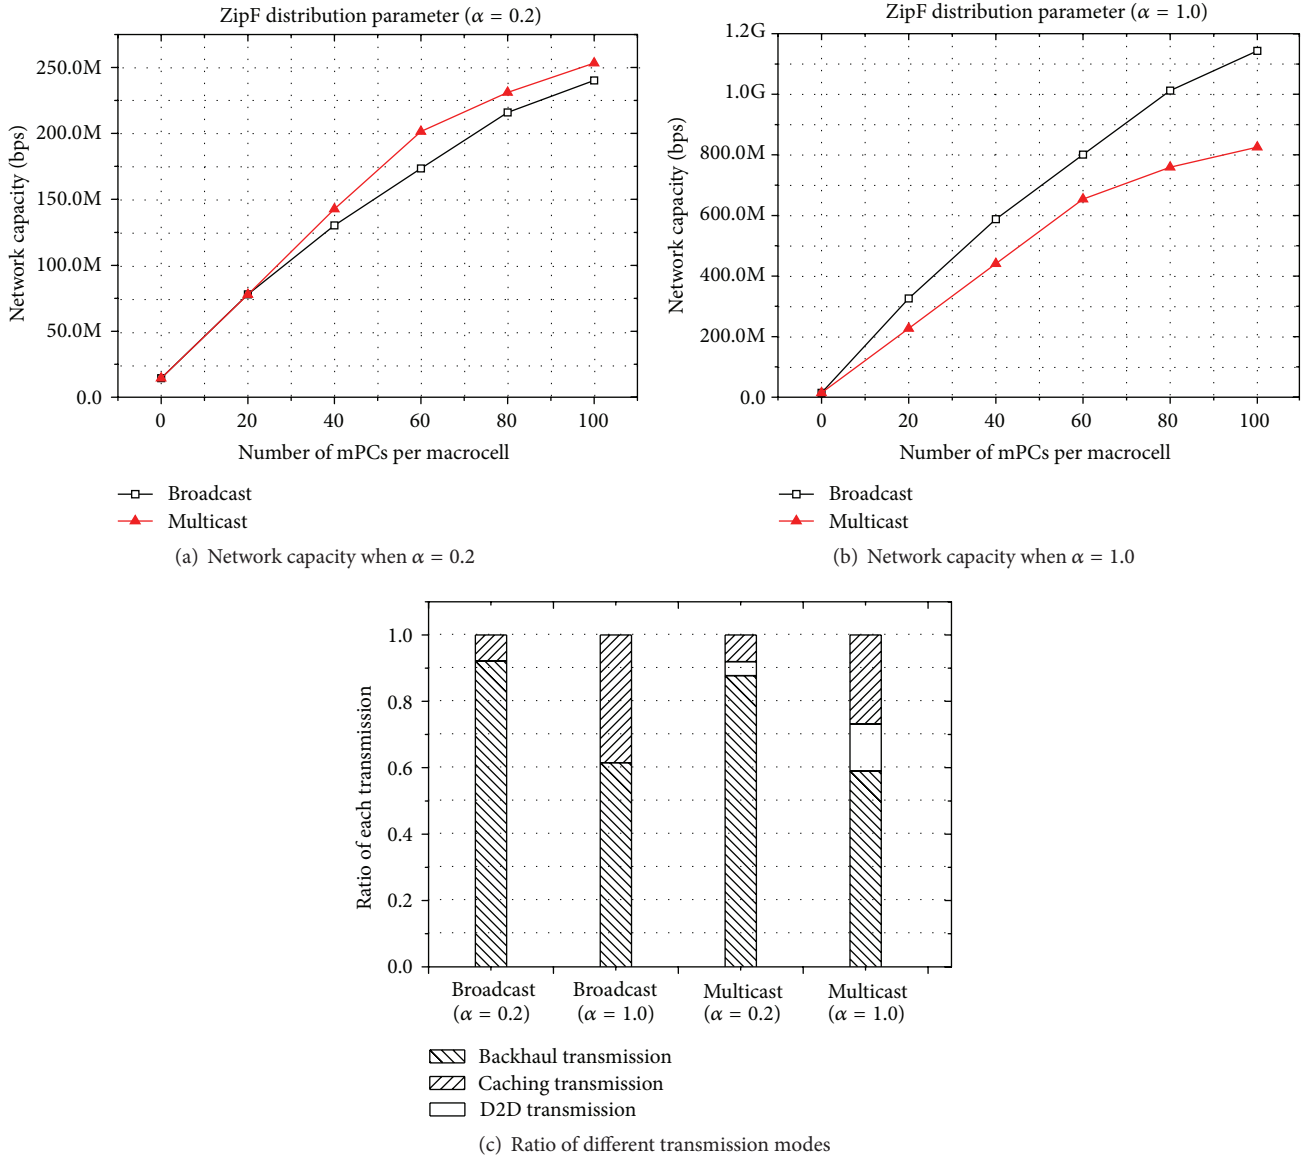 ZipF distribution parameter (α = 0.2)
250.0M
200.0M
150.0M
100.0M
50.0M
0.0
Network capacity (bps)
0 20 40 60 80 100
Number of mPCs per macrocell
Broadcast
Multicast
(a) Network capacity when α = 0.2
ZipF distribution parameter (α = 1.0)
1.2G
1.0G
800.0M
600.0M
400.0M
200.0M
0.0
Network capacity (bps)
0 20 40 60 80 100
Number of mPCs per macrocell
Broadcast
Multicast
(b) Network capacity when α = 1.0
1.0
0.8
0.6
0.4
0.2
0.0
Ratio of each transmission
Broadcast
(α = 0.2)
Broadcast
(α = 1.0)
Multicast
(α = 0.2)
Multicast
(α = 1.0)
Backhaul transmission
Caching transmission
D2D transmission
(c) Ratio of different transmission modes